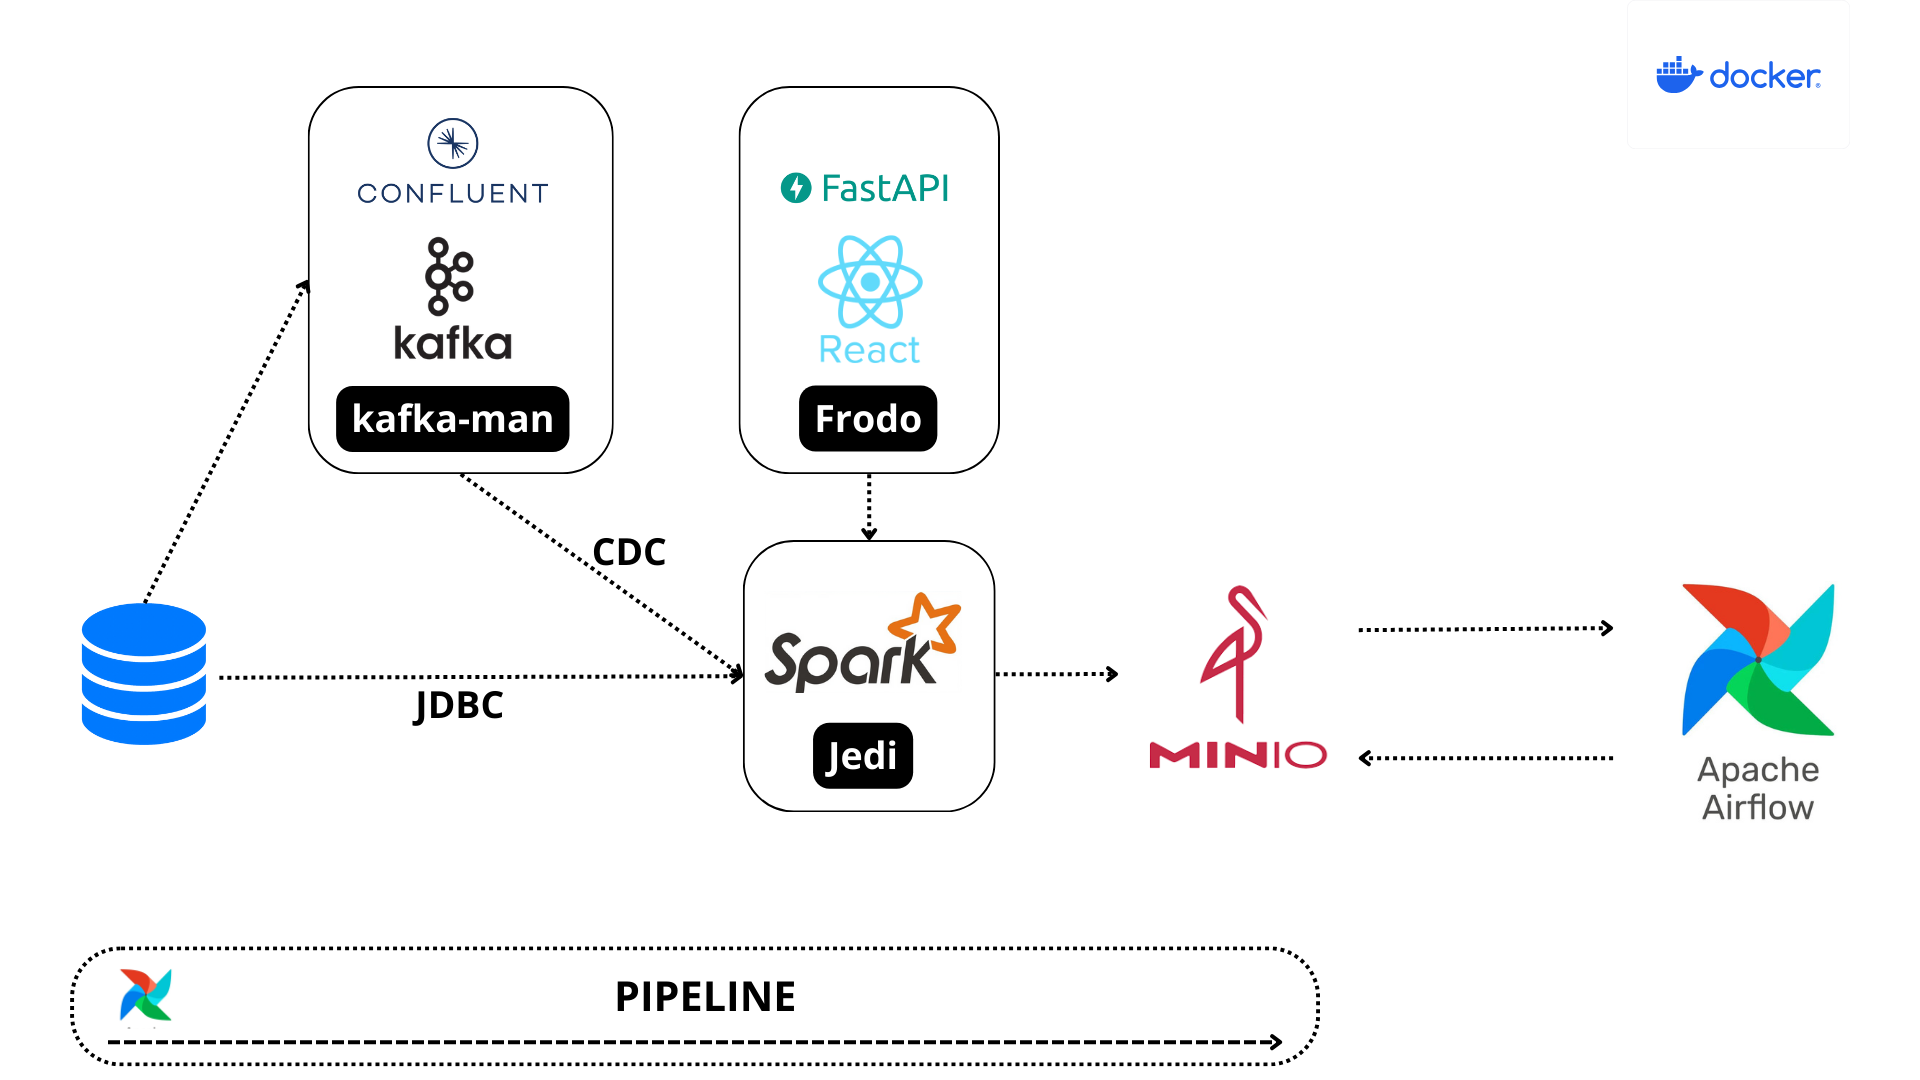 docker
CONFLUENT
kafka
kafka-man
FastAPI
React
Frodo
CDC
JDBC
Spark
Jedi
MINIO
Apache
Airflow
PIPELINE